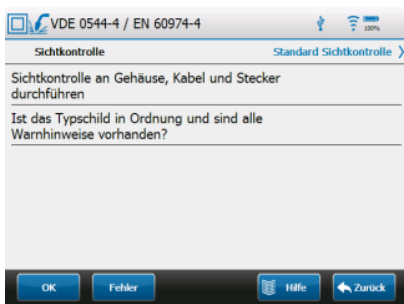 VDE 0544-4 / EN 60974-4
100%
Sichtkontrolle
Standard Sichtkontrolle
Sichtkontrolle an Gehäuse, Kabel und Stecker
durchführen
Ist das Typschild in Ordnung und sind alle
Warnhinweise vorhanden?
OK
Fehler
Hilfe
Zurück